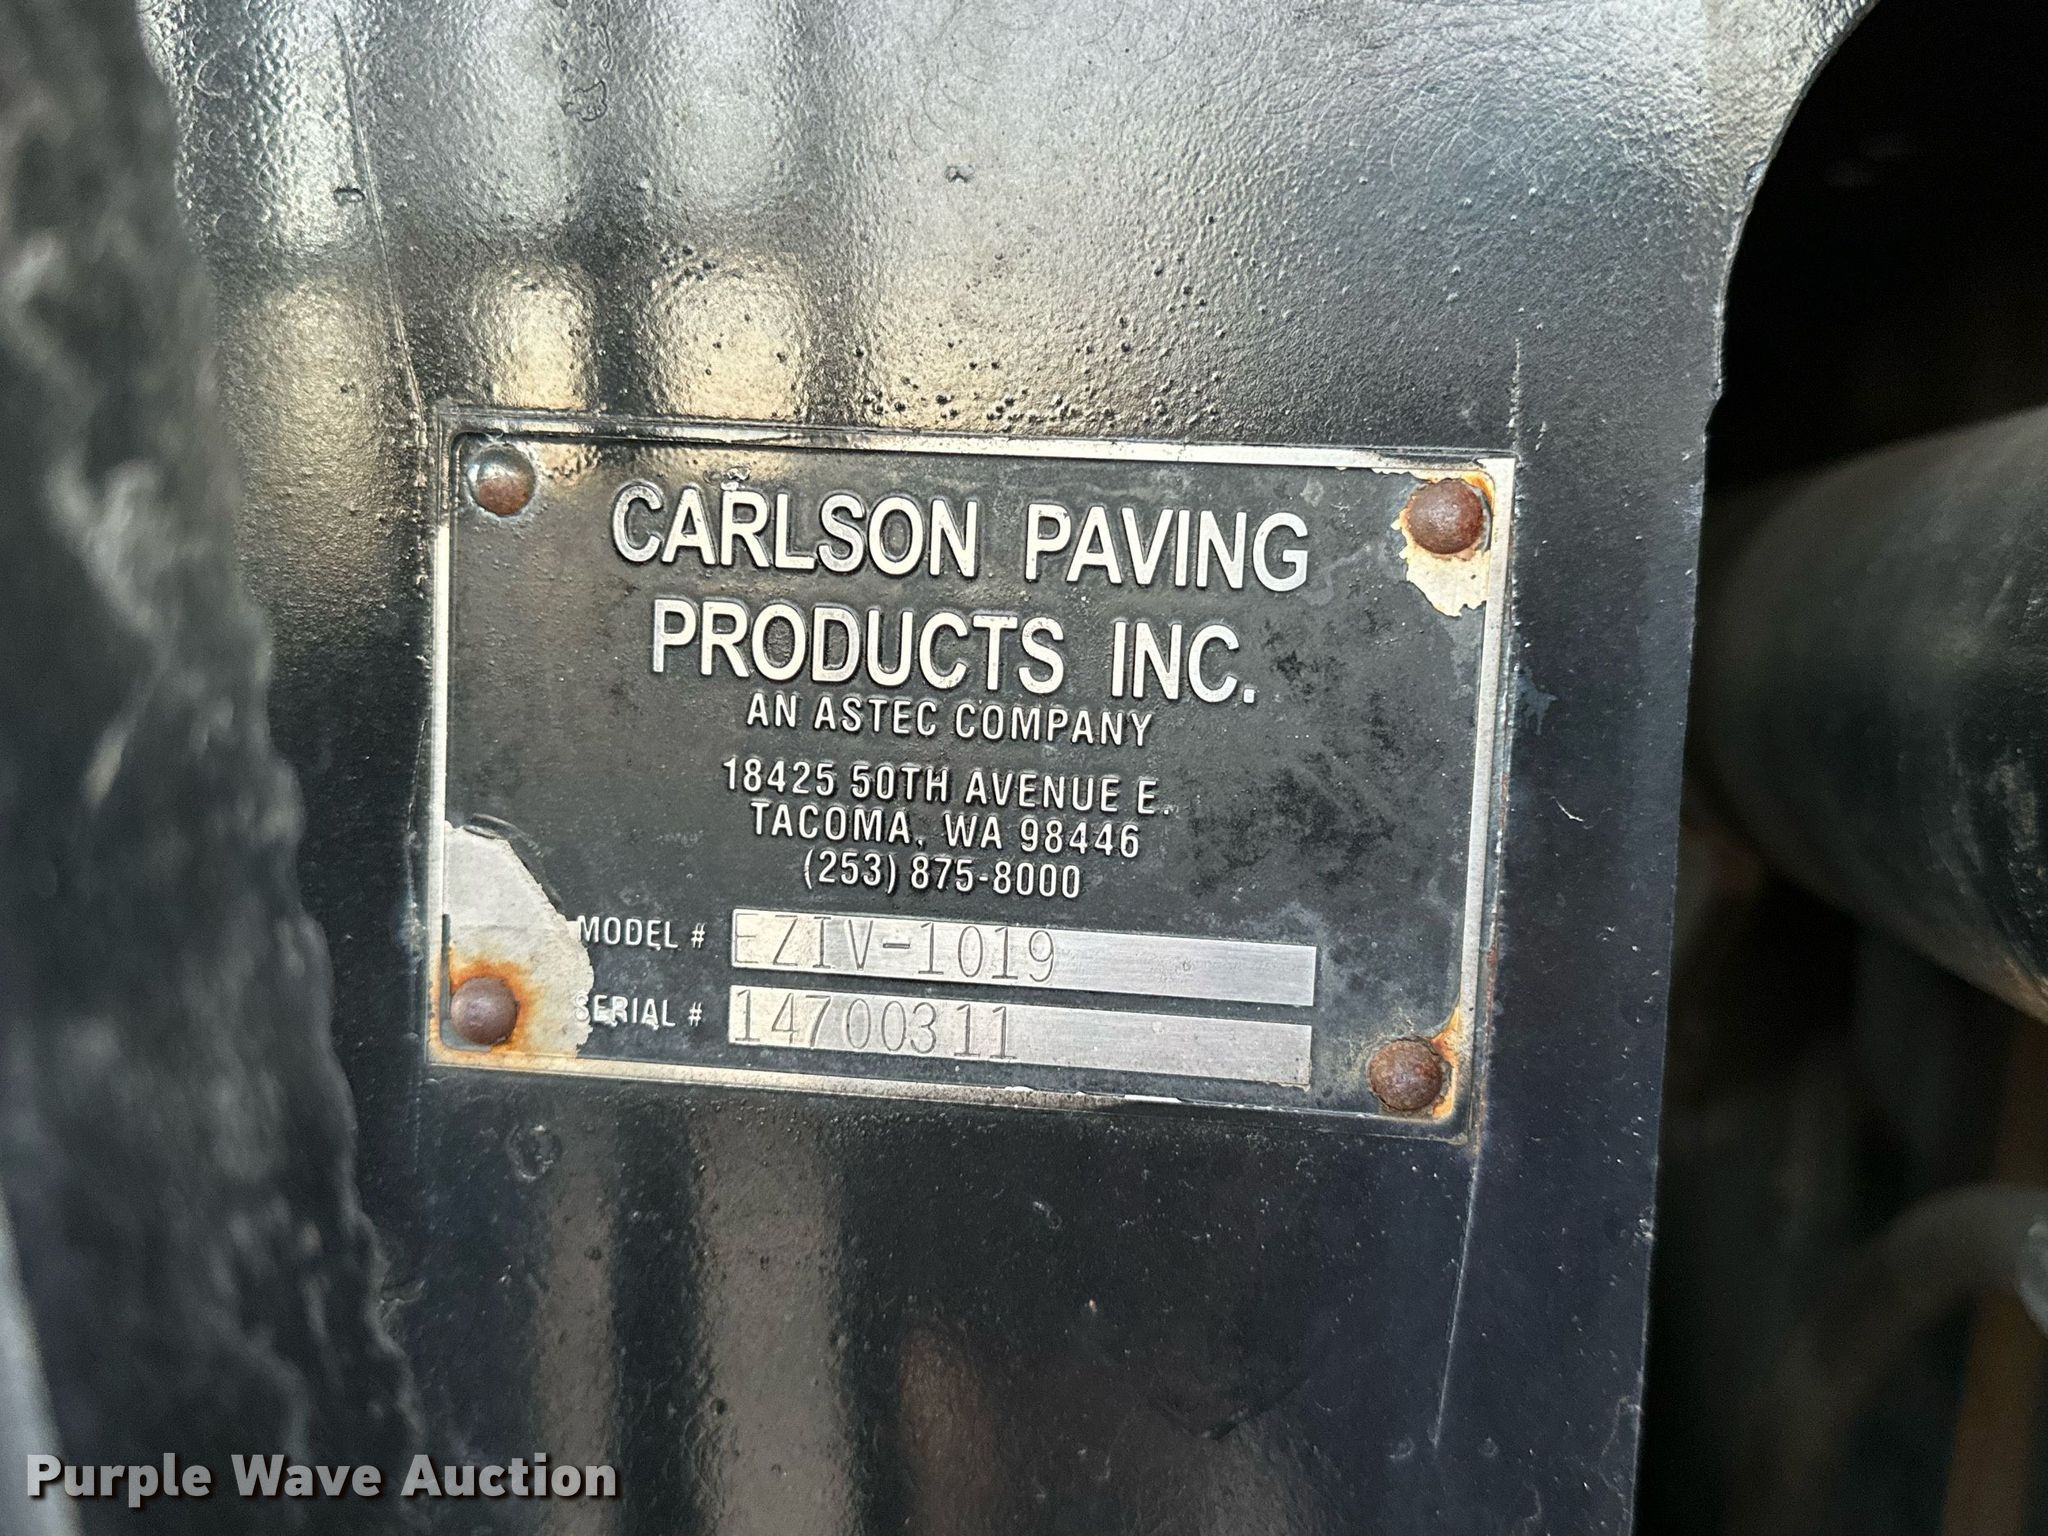 CARLSON PAVING
PRODUCTS INC.
AN ASTEC COMPANY
18425 50TH AVENUE E.
TACOMA, WA 98446
(253) 875-8000
MODEL # EZIV-1019
SERIAL # 14700311
Purple Wave Auction